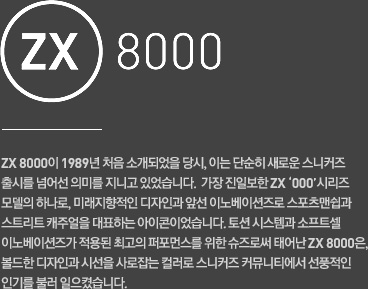 ZX 8000
ZX 8000이 1989년 처음 소개되었을 당시, 이는 단순히 새로운 스니커즈
출시를 넘어선 의미를 지니고 있었습니다. 가장 진일보한 ZX ‘000’시리즈
모델의 하나로, 미래지향적인 디자인과 앞선 이노베이션즈로 스포츠맨쉽과
스트리트 캐주얼을 대표하는 아이콘이었습니다. 토션 시스템과 소프트셀
이노베이션즈가 적용된 최고의 퍼포먼스를 위한 슈즈로써 태어난 ZX 8000은,
볼드한 디자인과 시선을 사로잡는 컬러로 스니커즈 커뮤니티에서 선풍적인
인기를 불러 일으켰습니다.